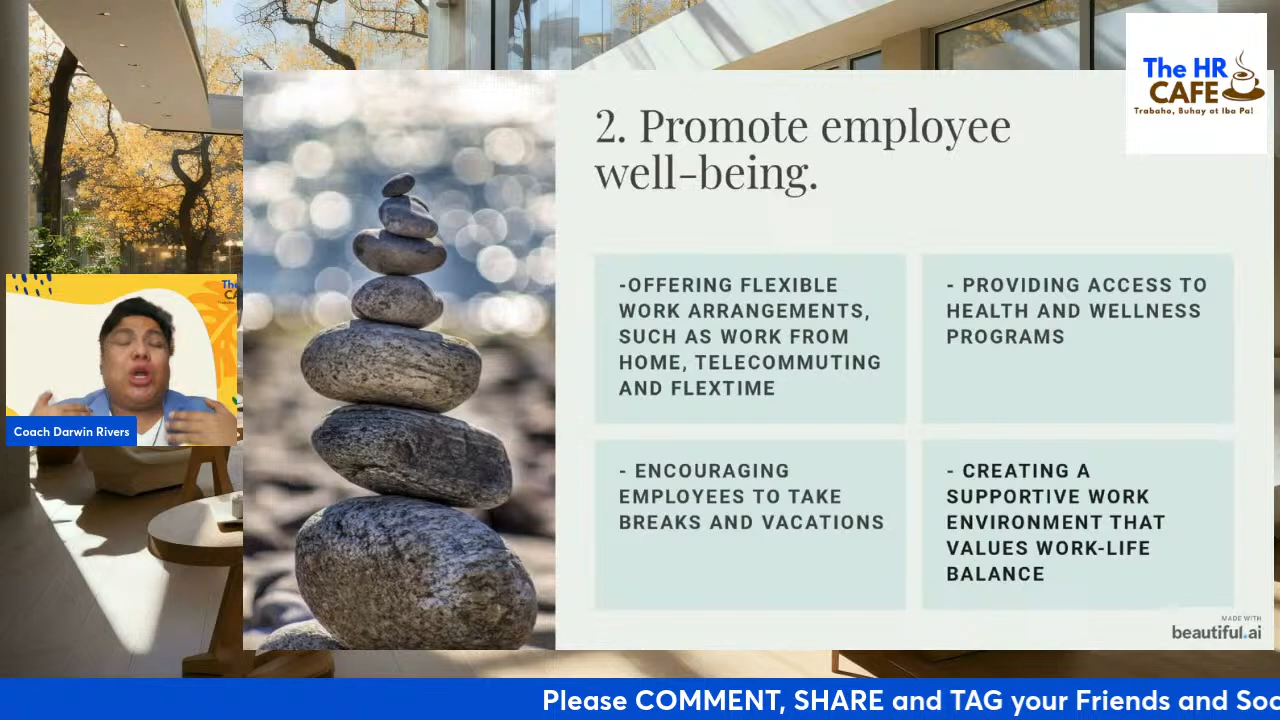 The HR
CAFE
Trabaho, Buhay at Iba Pa!
2. Promote employee
well-being.
-OFFERING FLEXIBLE
WORK ARRANGEMENTS,
SUCH AS WORK FROM
HOME, TELECOMMUTING
AND FLEXTIME
- PROVIDING ACCESS TO
HEALTH AND WELLNESS
PROGRAMS
- ENCOURAGING
EMPLOYEES TO TAKE
BREAKS AND VACATIONS
- CREATING A
SUPPORTIVE WORK
ENVIRONMENT THAT
VALUES WORK-LIFE
BALANCE
MADE WITH
beautiful.ai
Coach Darwin Rivers
Please COMMENT, SHARE and TAG your Friends and Soc